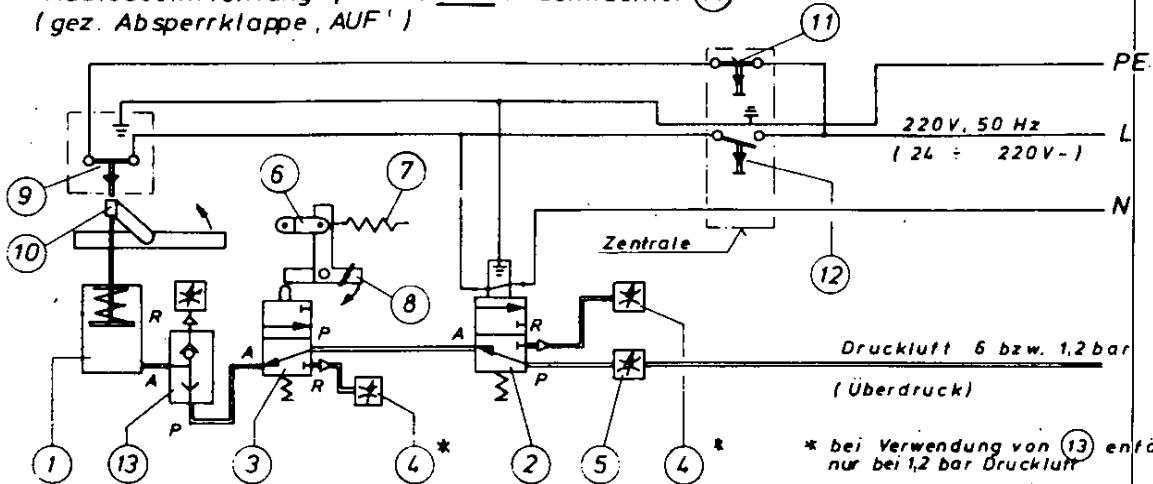 (gez. Absperrklappe ,AUF')
11
PE
220V, 50 Hz
L
( 24 ÷ 220V~)
9
6
7
N
10
Zentrale
12
8
R
P
A
R
A
A
P
R
P
Druckluft 6 bzw. 1,2 bar
(Überdruck)
1
13
3
4 *
2
5
4 *
* bei Verwendung von 13
nur bei 1,2 bar Druckluft